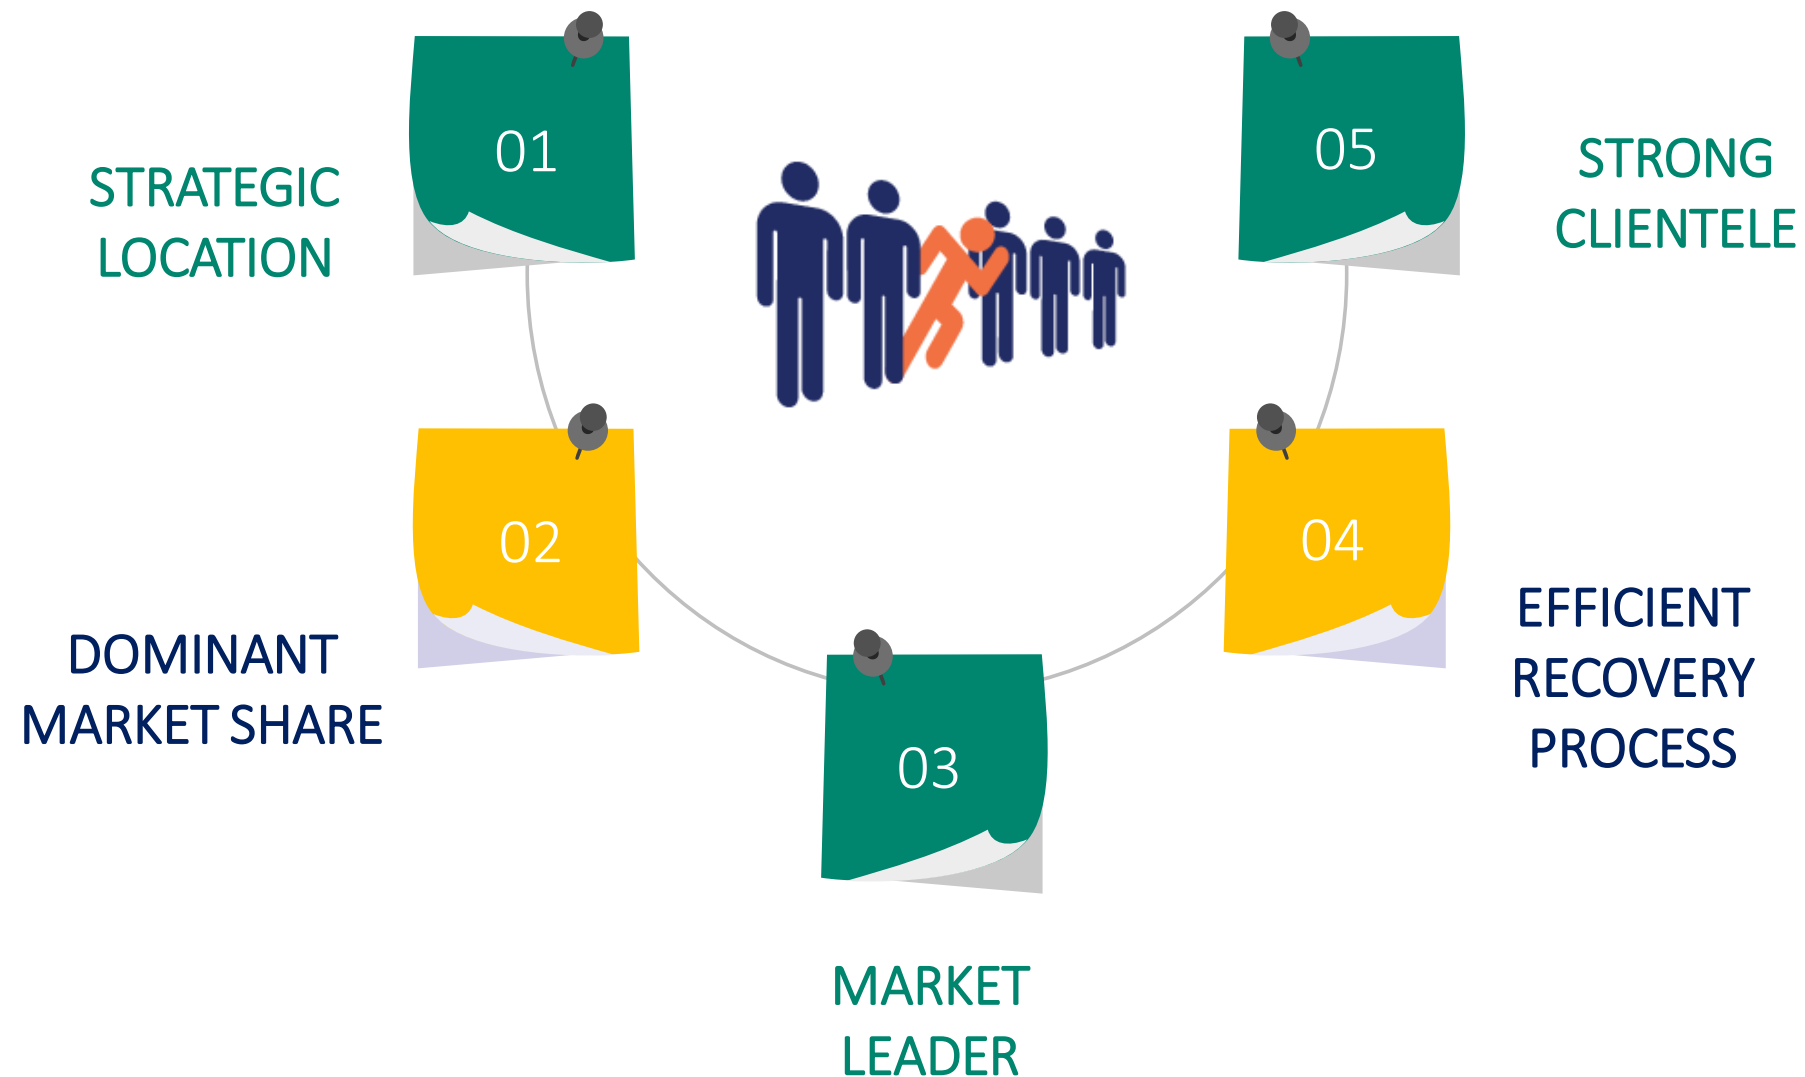 01
STRATEGIC
LOCATION
02
DOMINANT
MARKET SHARE
03
MARKET
LEADER
04
EFFICIENT
RECOVERY
PROCESS
05
STRONG
CLIENTELE